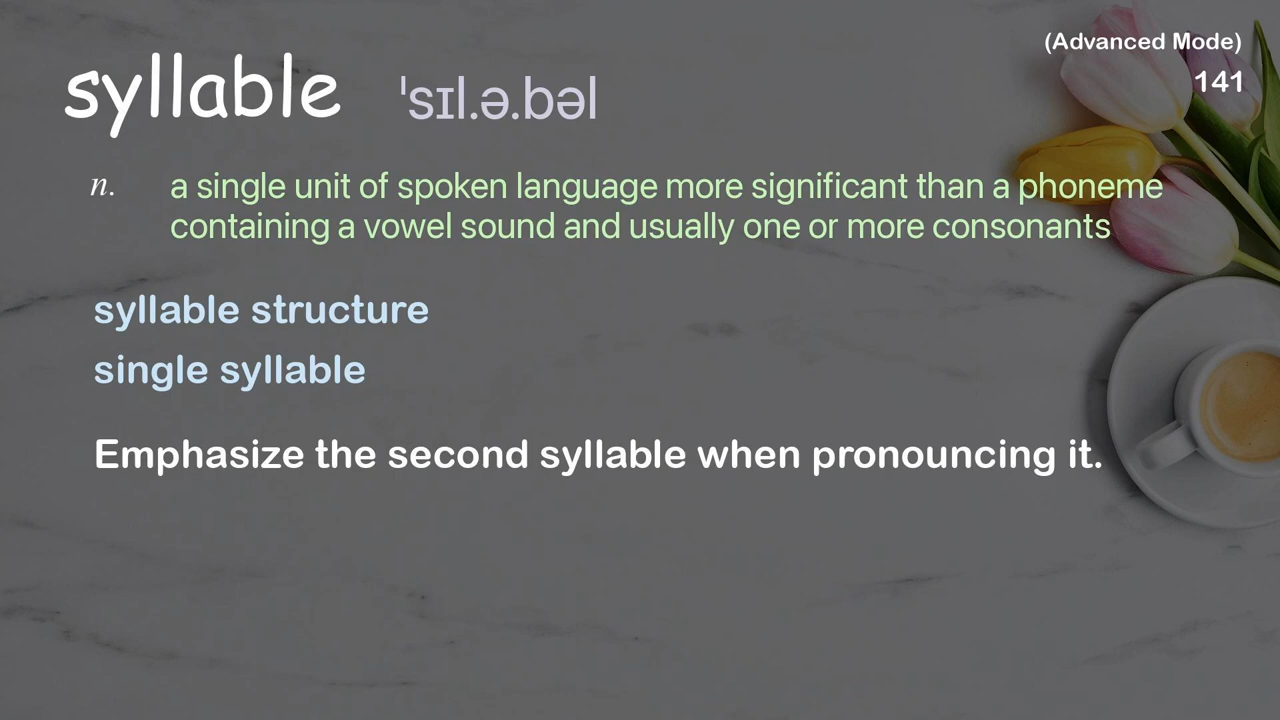 (Advanced Mode)
141
syllable ˈsɪl.ə.bəl
n. a single unit of spoken language more significant than a phoneme
containing a vowel sound and usually one or more consonants
syllable structure
single syllable
Emphasize the second syllable when pronouncing it.